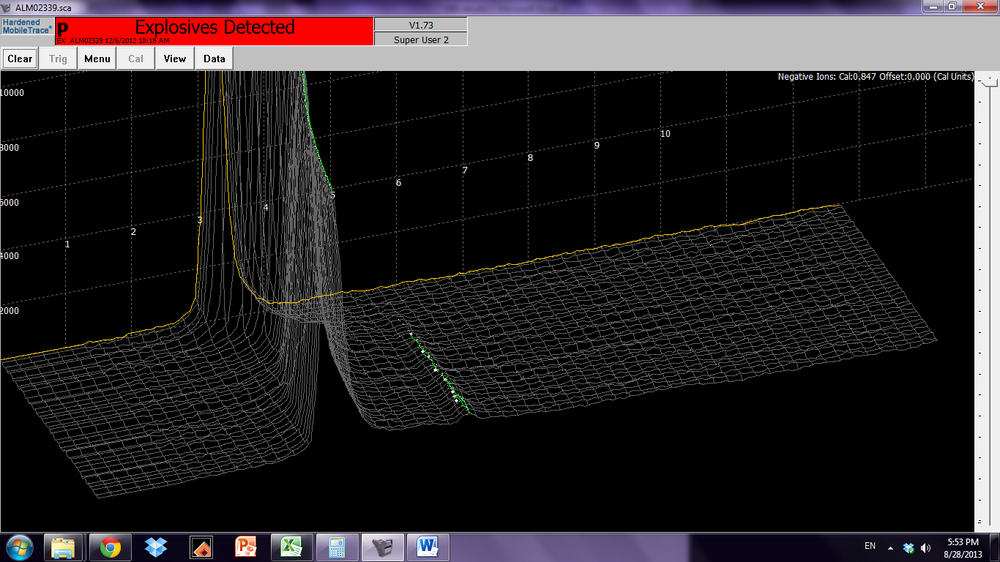 ALM02339.sca
Hardened
MobileTrace®
P
Explosives Detected
EX ALM02339 12/6/2012 10:19 AM
V1.73
Super User 2
Clear
Trig
Menu
Cal
View
Data
Negative Ions: Cal:0.847 Offset:0.000 (Cal Units)
10000
8000
6000
4000
2000
1
2
3
4
5
6
7
8
9
10
EN
5:53 PM
8/28/2013